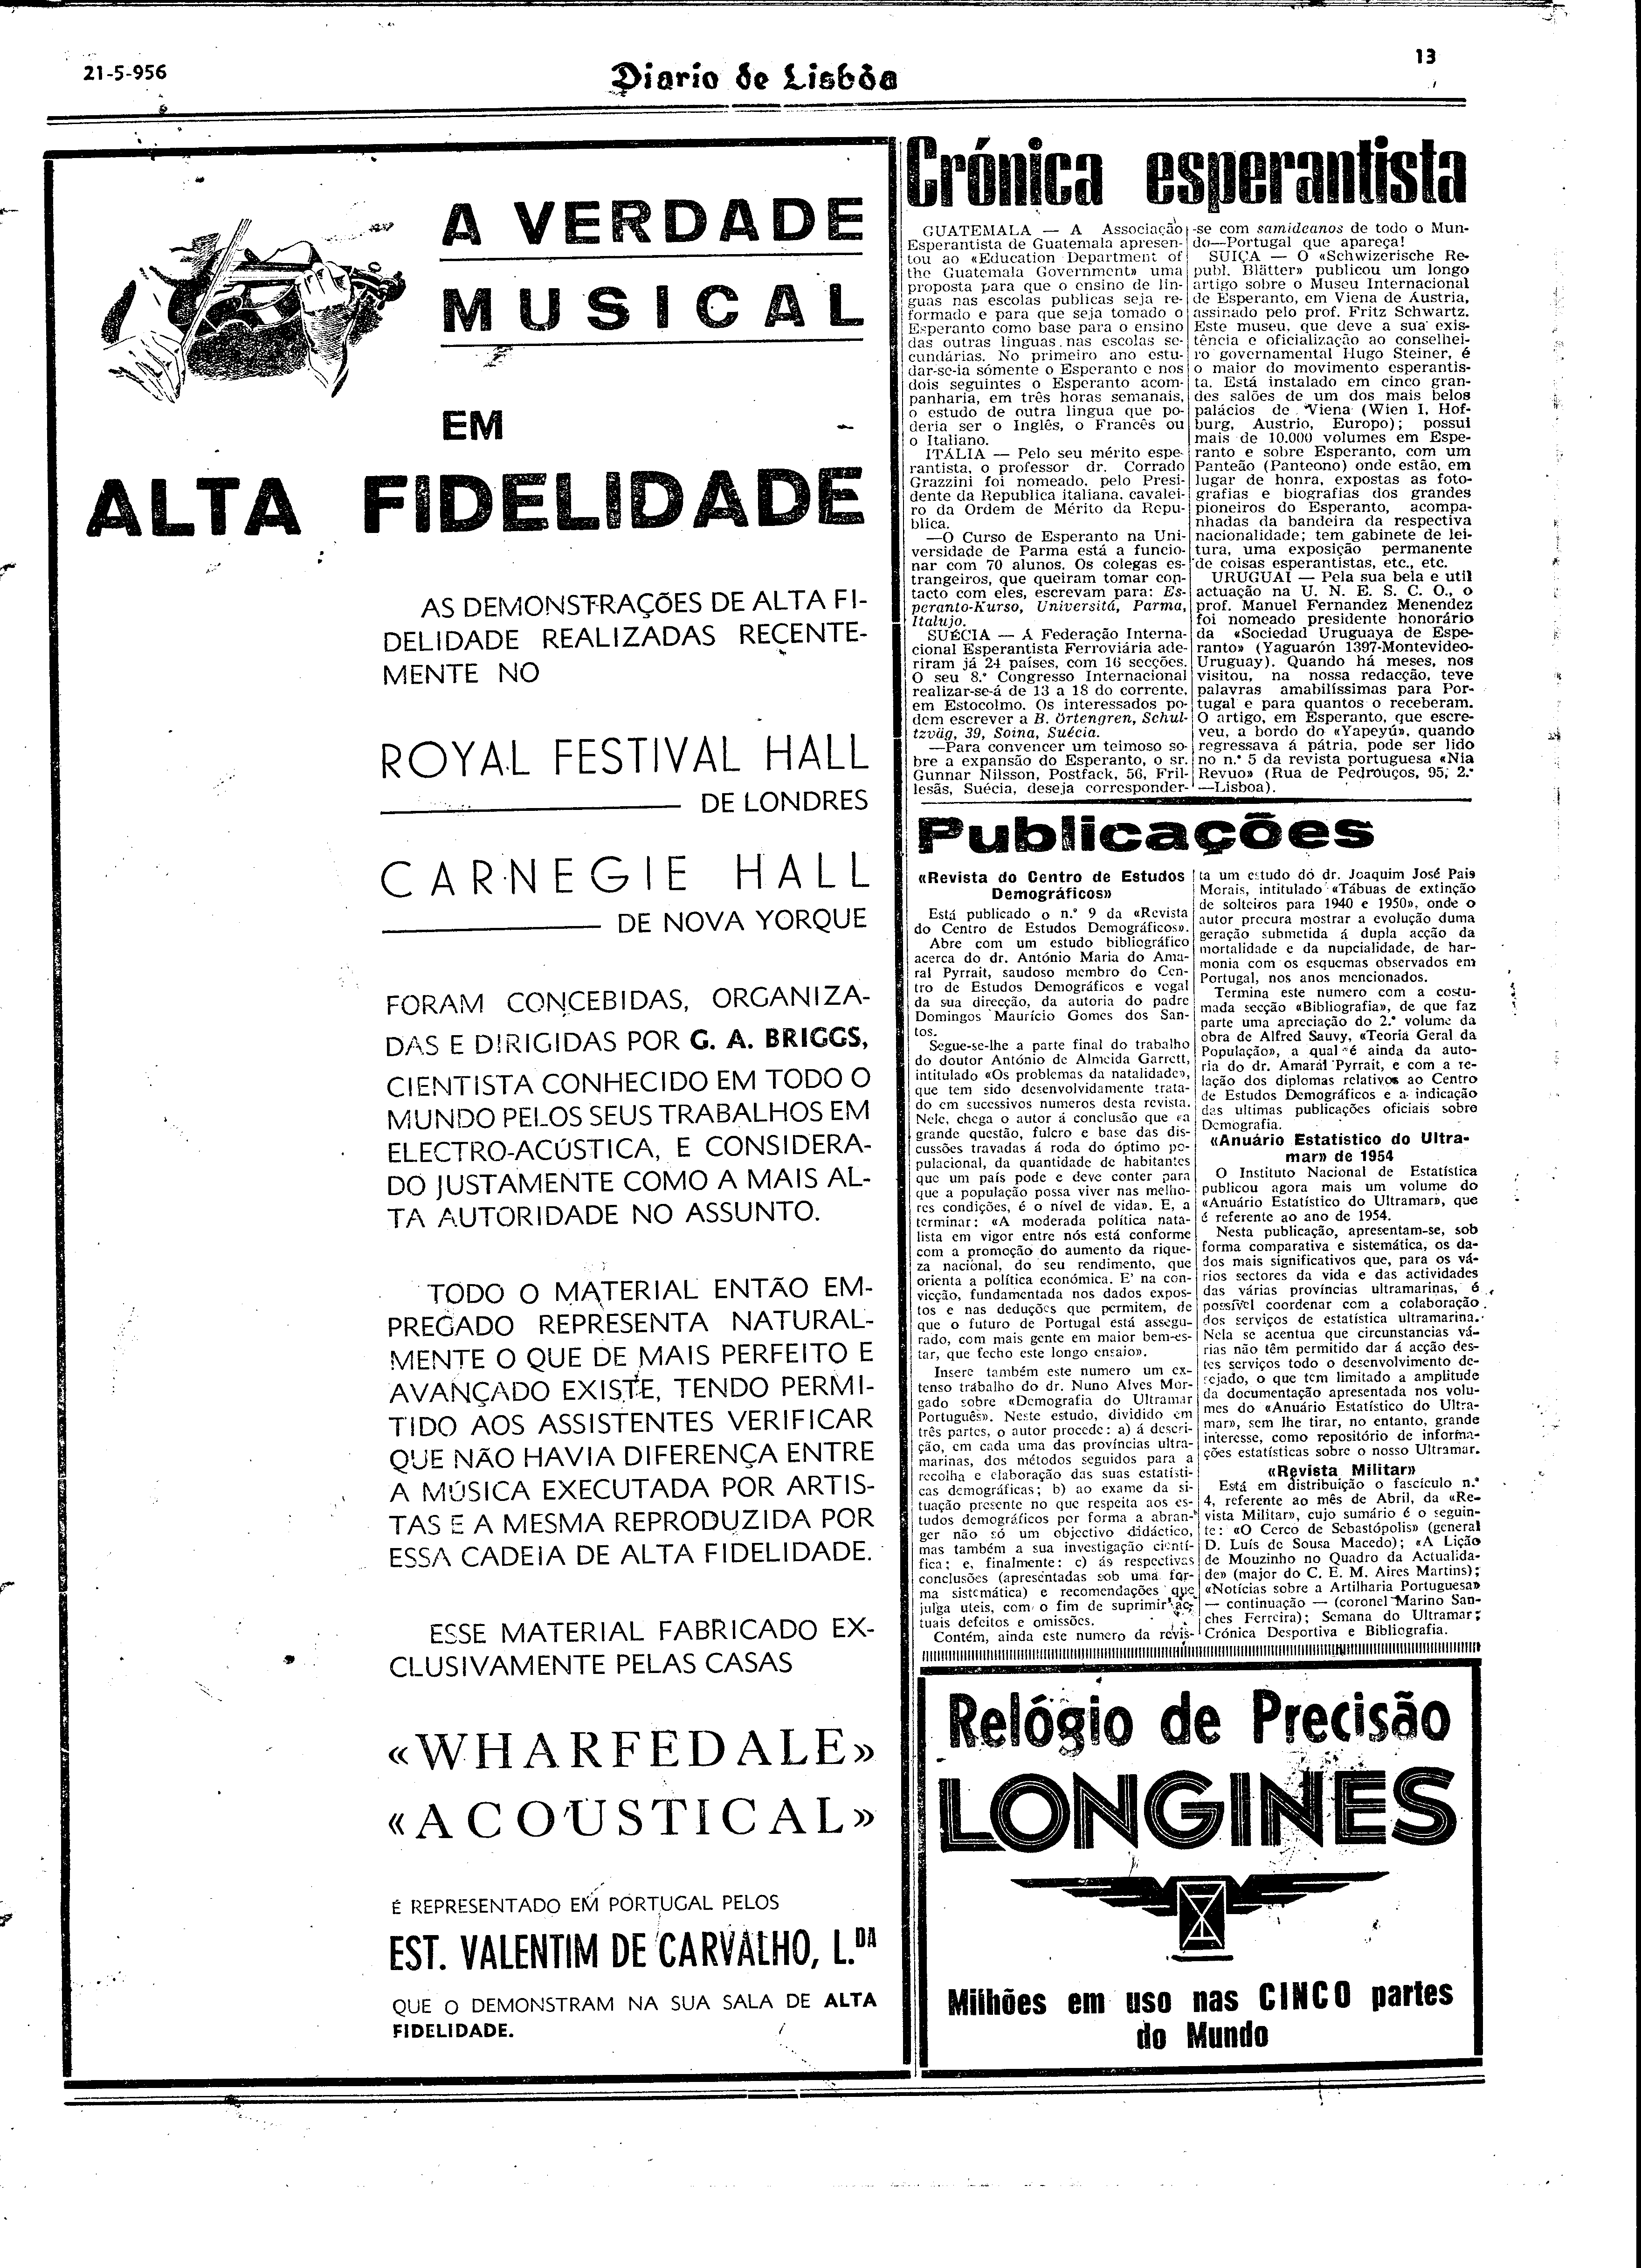 21-5-956
Diario de Lisbôa
13
A VERDADE
MUSICAL
EM
ALTA FIDELIDADE
AS DEMONSTRAÇÕES DE ALTA FI-
DELIDADE REALIZADAS RECENTE-
MENTE NO
ROYAL FESTIVAL HALL
DE LONDRES
CARNEGIE HALL
DE NOVA YORQUE
FORAM CONCEBIDAS, ORGANIZA-
DAS E DIRIGIDAS POR G. A. BRIGGS,
CIENTISTA CONHECIDO EM TODO O
MUNDO PELOS SEUS TRABALHOS EM
ELECTRO-ACÚSTICA, E CONSIDERA-
DO JUSTAMENTE COMO A MAIS AL-
TA AUTORIDADE NO ASSUNTO.
TODO O MATERIAL ENTÃO EM-
PREGADO REPRESENTA NATURAL-
MENTE O QUE DE MAIS PERFEITO E
AVANÇADO EXISTE, TENDO PERMI-
TIDO AOS ASSISTENTES VERIFICAR
QUE NÃO HAVIA DIFERENÇA ENTRE
A MÚSICA EXECUTADA POR ARTIS-
TAS E A MESMA REPRODUZIDA POR
ESSA CADEIA DE ALTA FIDELIDADE.
ESSE MATERIAL FABRICADO EX-
CLUSIVAMENTE PELAS CASAS
«WHARFEDALE»
«ACOUSTICAL»
É REPRESENTADO EM PORTUGAL PELOS
EST. VALENTIM DE CARVALHO, L.DA
QUE O DEMONSTRAM NA SUA SALA DE ALTA
FIDELIDADE.
Crónica esperantista
GUATEMALA — A Associação
Esperantista de Guatemala apresen-
tou ao «Education Department of
the Guatemala Government» uma
proposta para que o ensino de lín-
guas nas escolas publicas seja re-
formado e para que seja tomado o
Esperanto como base para o ensino
das outras linguas nas escolas se-
cundárias. No primeiro ano estu-
dar-se-ia sómente o Esperanto e nos
dois seguintes o Esperanto acom-
panharia, em três horas semanais,
o estudo de outra lingua que po-
deria ser o Inglês, o Francês ou
o Italiano.
ITÁLIA — Pelo seu mérito espe-
rantista, o professor dr. Corrado
Grazzini foi nomeado, pelo Presi-
dente da Republica italiana, cavalei-
ro da Ordem de Mérito da Repu-
blica.
—O Curso de Esperanto na Uni-
versidade de Parma está a funcio-
nar com 70 alunos. Os colegas es-
trangeiros, que queiram tomar con-
tacto com eles, escrevam para: Es-
peranto-Kurso, Universitá, Parma,
Italujo.
SUÉCIA — A Federação Interna-
cional Esperantista Ferroviária ade-
riram já 24 países, com 16 secções.
O seu 8.º Congresso Internacional
realizar-se-á de 13 a 18 do corrente,
em Estocolmo. Os interessados po-
dem escrever a B. Örtengren, Schul-
tzväg, 39, Soina, Suécia.
—Para convencer um teimoso so-
bre a expansão do Esperanto, o sr.
Gunnar Nilsson, Postfack, 56, Fril-
lesås, Suécia, deseja corresponder-
-se com samideanos de todo o Mun-
do—Portugal que apareça!
SUIÇA — O «Schwizerische Re-
publ. Blätter» publicou um longo
artigo sobre o Museu Internacional
de Esperanto, em Viena de Austria,
assinado pelo prof. Fritz Schwartz.
Este museu, que deve a sua exis-
tência e oficialização ao conselhei-
ro governamental Hugo Steiner, é
o maior do movimento esperantis-
ta. Está instalado em cinco gran-
des salões de um dos mais belos
palácios de Viena (Wien I, Hof-
burg, Austrio, Europo); possui
mais de 10.000 volumes em Espe-
ranto e sobre Esperanto, com um
Panteão (Panteono) onde estão, em
lugar de honra, expostas as foto-
grafias e biografias dos grandes
pioneiros do Esperanto, acompa-
nhadas da bandeira da respectiva
nacionalidade; tem gabinete de lei-
tura, uma exposição permanente
de coisas esperantistas, etc., etc.
URUGUAI — Pela sua bela e util
actuação na U. N. E. S. C. O., o
prof. Manuel Fernandez Menendez
foi nomeado presidente honorário
da «Sociedad Uruguaya de Espe-
ranto» (Yaguarón 1397-Montevideo-
Uruguay). Quando há meses, nos
visitou, na nossa redacção, teve
palavras amabilíssimas para Por-
tugal e para quantos o receberam.
O artigo, em Esperanto, que escre-
veu, a bordo do «Yapeyú», quando
regressava á pátria, pode ser lido
no n.º 5 da revista portuguesa «Nia
Revuo» (Rua de Pedrouços, 95, 2.º
—Lisboa).
Publicações
«Revista do Centro de Estudos
Demográficos»
Está publicado o n.º 9 da «Revista
do Centro de Estudos Demográficos».
Abre com um estudo bibliográfico
acerca do dr. António Maria do Ama-
ral Pyrrait, saudoso membro do Cen-
tro de Estudos Demográficos e vogal
da sua direcção, da autoria do padre
Domingos Maurício Gomes dos San-
tos.
Segue-se-lhe a parte final do trabalho
do doutor António de Almeida Garrett,
intitulado «Os problemas da natalidade»,
que tem sido desenvolvidamente trata-
do em sucessivos numeros desta revista.
Nele, chega o autor á conclusão que «a
grande questão, fulcro e base das dis-
cussões travadas á roda do óptimo po-
pulacional, da quantidade de habitantes
que um país pode e deve conter para
que a população possa viver nas melho-
res condições, é o nível de vida». E, a
terminar: «A moderada política nata-
lista em vigor entre nós está conforme
com a promoção do aumento da rique-
za nacional, do seu rendimento, que
orienta a política económica. E' na con-
vicção, fundamentada nos dados expos-
tos e nas deduções que permitem, de
que o futuro de Portugal está assegu-
rado, com mais gente em maior bem-es-
tar, que fecho este longo ensaio».
Insere também este numero um ex-
tenso trabalho do dr. Nuno Alves Mor-
gado sobre «Demografia do Ultramar
Português». Neste estudo, dividido em
três partes, o autor procede: a) á descri-
ção, em cada uma das províncias ultra-
marinas, dos métodos seguidos para a
recolha e elaboração das suas estatísti-
cas demográficas; b) ao exame da si-
tuação presente no que respeita aos es-
tudos demográficos por forma a abran-
ger não só um objectivo didáctico,
mas também a sua investigação cientí-
fica; e, finalmente: c) ás respectivas
conclusões (apresentadas sob uma for-
ma sistemática) e recomendações que
julga uteis, com o fim de suprimir ac-
tuais defeitos e omissões.
Contém, ainda este numero da revis-
ta um estudo do dr. Joaquim José Pais
Morais, intitulado «Tábuas de extinção
de solteiros para 1940 e 1950», onde o
autor procura mostrar a evolução duma
geração submetida á dupla acção da
mortalidade e da nupcialidade, de har-
monia com os esquemas observados em
Portugal, nos anos mencionados.
Termina este numero com a costu-
mada secção «Bibliografia», de que faz
parte uma apreciação do 2.º volume da
obra de Alfred Sauvy, «Teoria Geral da
População», a qual é ainda da auto-
ria do dr. Amaral Pyrrait, e com a re-
lação dos diplomas relativos ao Centro
de Estudos Demográficos e a indicação
das ultimas publicações oficiais sobre
Demografia.
«Anuário Estatistico do Ultra-
mar» de 1954
O Instituto Nacional de Estatística
publicou agora mais um volume do
«Anuário Estatístico do Ultramar», que
é referente ao ano de 1954.
Nesta publicação, apresentam-se, sob
forma comparativa e sistemática, os da-
dos mais significativos que, para os vá-
rios sectores da vida e das actividades
das várias províncias ultramarinas, é
possível coordenar com a colaboração
dos serviços de estatística ultramarina.
Nela se acentua que circunstancias vá-
rias não têm permitido dar á acção des-
tes serviços todo o desenvolvimento de-
sejado, o que tem limitado a amplitude
da documentação apresentada nos volu-
mes do «Anuário Estatístico do Ultra-
mar», sem lhe tirar, no entanto, grande
interesse, como repositório de informa-
ções estatísticas sobre o nosso Ultramar.
«Revista Militar»
Está em distribuição o fascículo n.º
4, referente ao mês de Abril, da «Re-
vista Militar», cujo sumário é o seguin-
te: «O Cerco de Sebastópolis» (general
D. Luís de Sousa Macedo); «A Lição
de Mouzinho no Quadro da Actualida-
de» (major do C. E. M. Aires Martins);
«Notícias sobre a Artilharia Portuguesa»
— continuação — (coronel Marino San-
ches Ferreira); Semana do Ultramar;
Crónica Desportiva e Bibliografia.
Relógio de Precisão
LONGINES
Milhões em uso nas CINCO partes
do Mundo